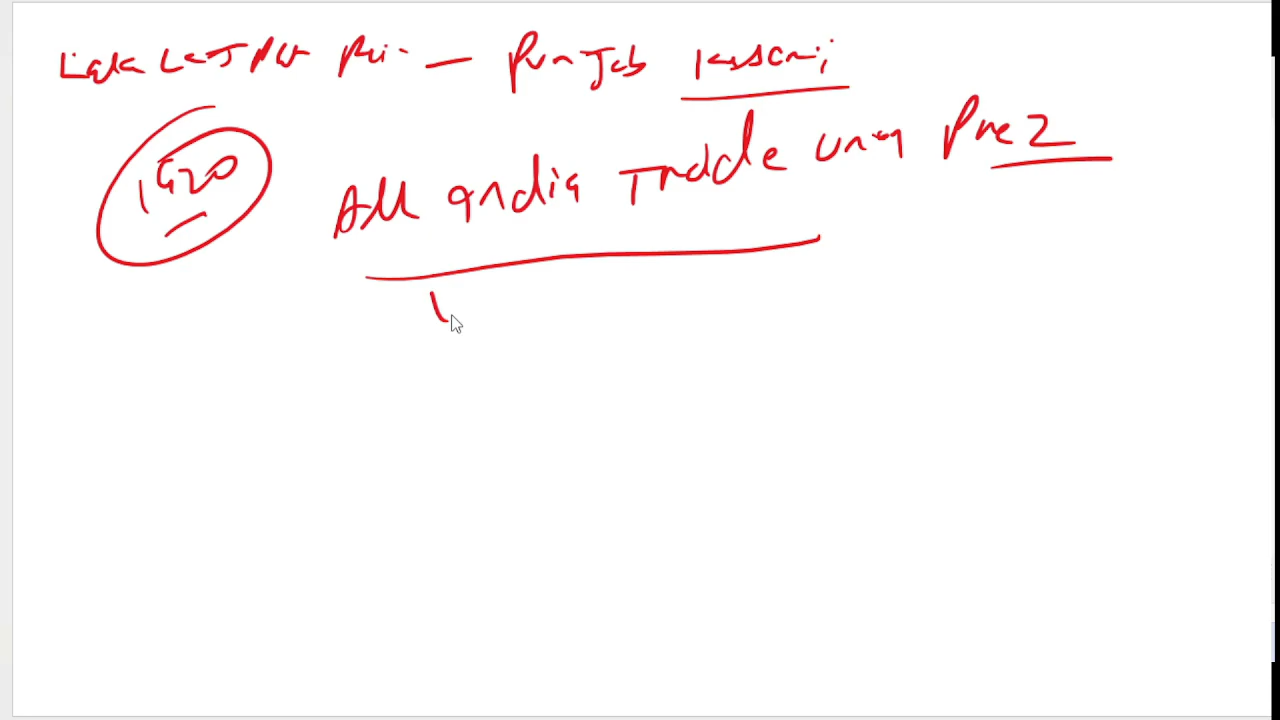 Lala Lajpat Rai - Punjab kesari
1920 All india Trade union Prez